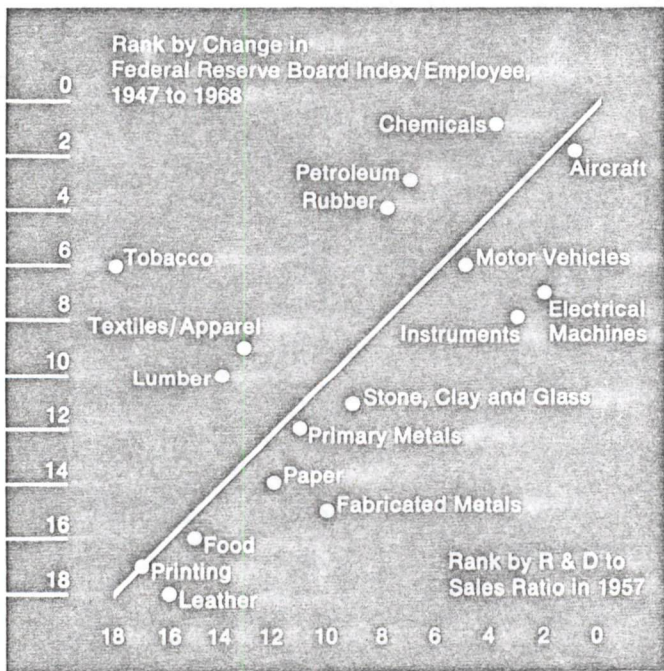 Rank by Change in
Federal Reserve Board Index/Employee,
1947 to 1968
0
2
4
6
8
10
12
14
16
18
Chemicals
Aircraft
Petroleum
Rubber
Tobacco
Motor Vehicles
Electrical
Machines
Instruments
Textiles/Apparel
Lumber
Stone, Clay and Glass
Primary Metals
Paper
Fabricated Metals
Food
Printing
Leather
Rank by R & D to
Sales Ratio in 1957
18 16 14 12 10 8 6 4 2 0